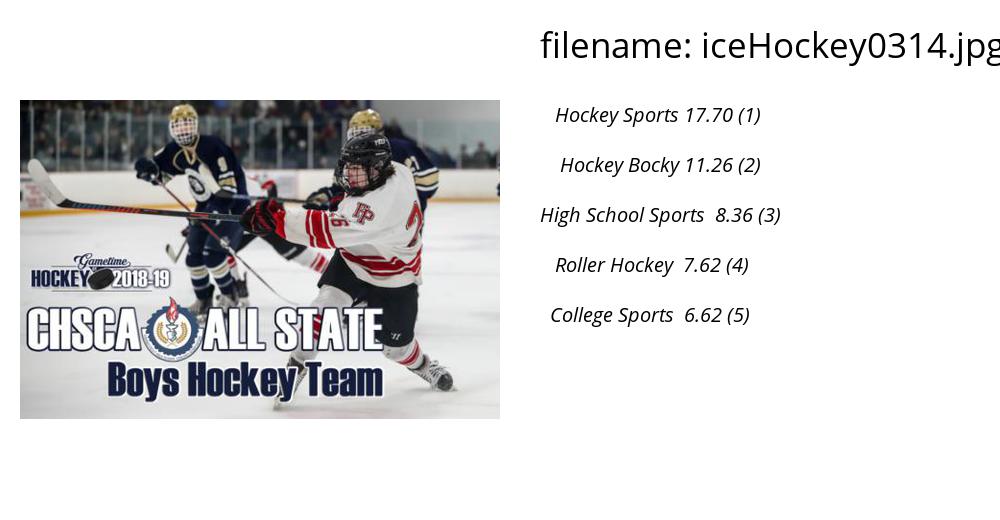 filename: iceHockey0314.jpg
Hockey Sports 17.70 (1)
Hockey Bocky 11.26 (2)
High School Sports 8.36 (3)
Roller Hockey 7.62 (4)
College Sports 6.62 (5)
FP
Gametime
HOCKEY 2018-19
CHSCA ALL STATE
Boys Hockey Team